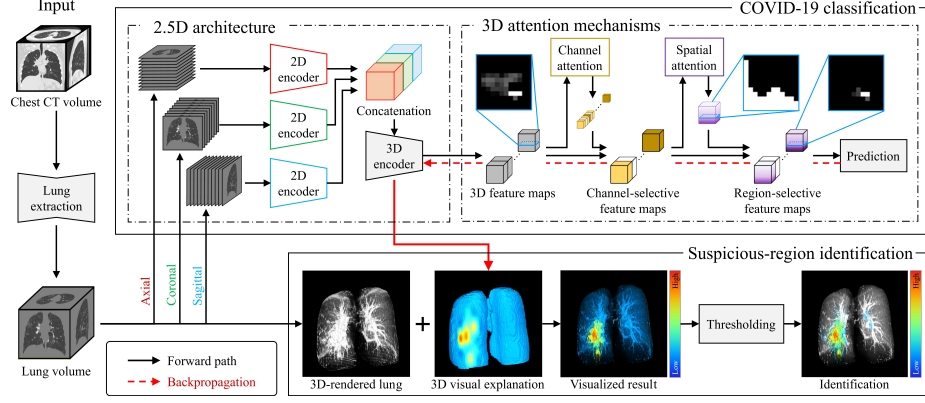 Input
COVID-19 classification
2.5D architecture
3D attention mechanisms
Chest CT volume
2D
encoder
2D
encoder
2D
encoder
Concatenation
3D
encoder
Channel
attention
Spatial
attention
3D feature maps
Channel-selective
feature maps
Region-selective
feature maps
Prediction
Lung
extraction
Lung volume
Axial
Coronal
Sagittal
Forward path
Backpropagation
Suspicious-region identification
3D-rendered lung
3D visual explanation
Visualized result
High
Low
Thresholding
High
Low
Identification